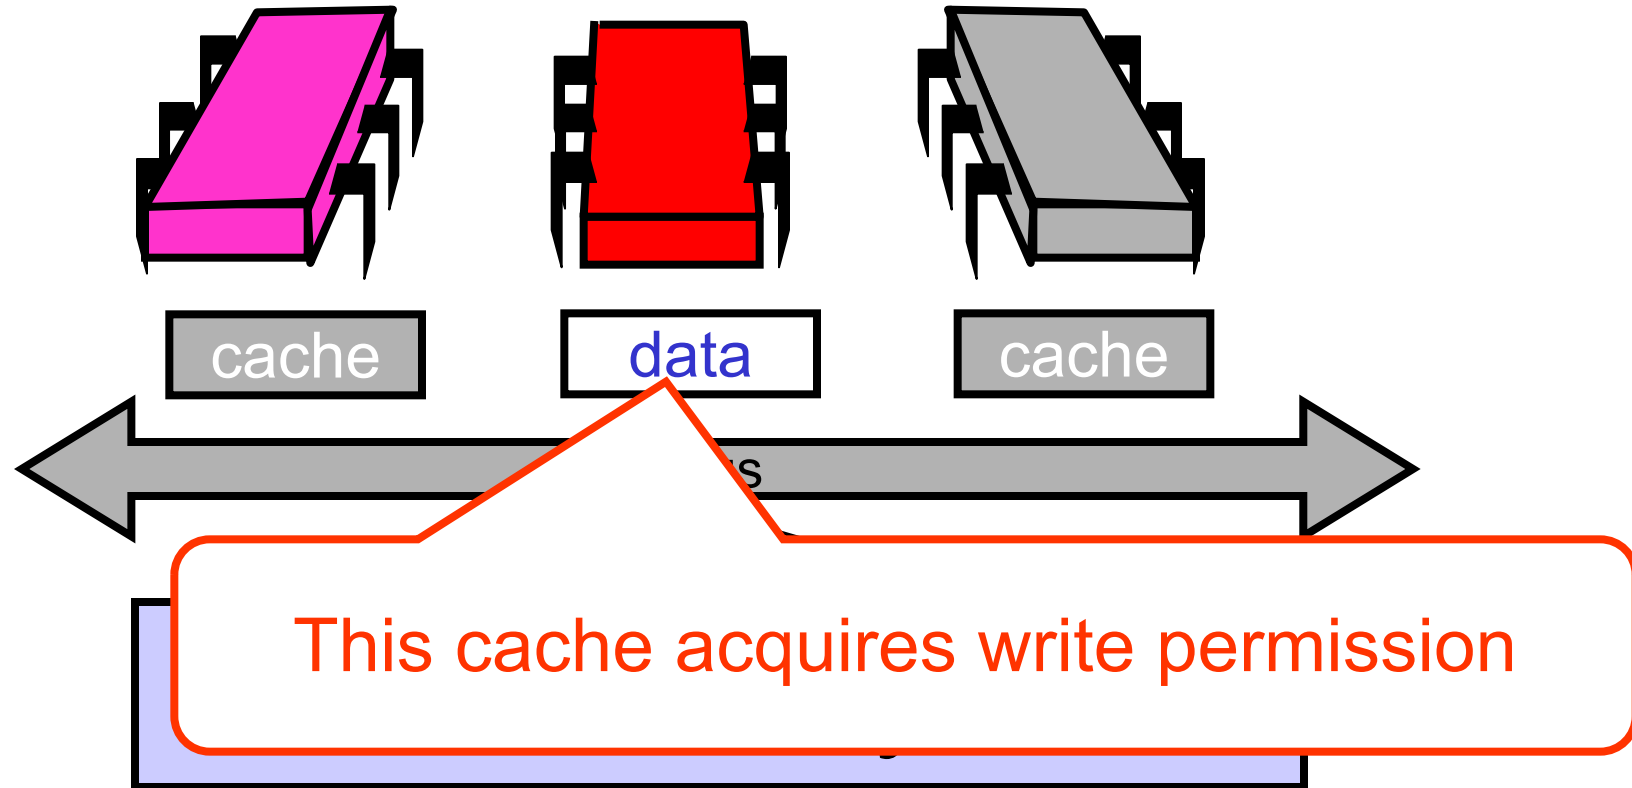 cache
data
cache
This cache acquires write permission